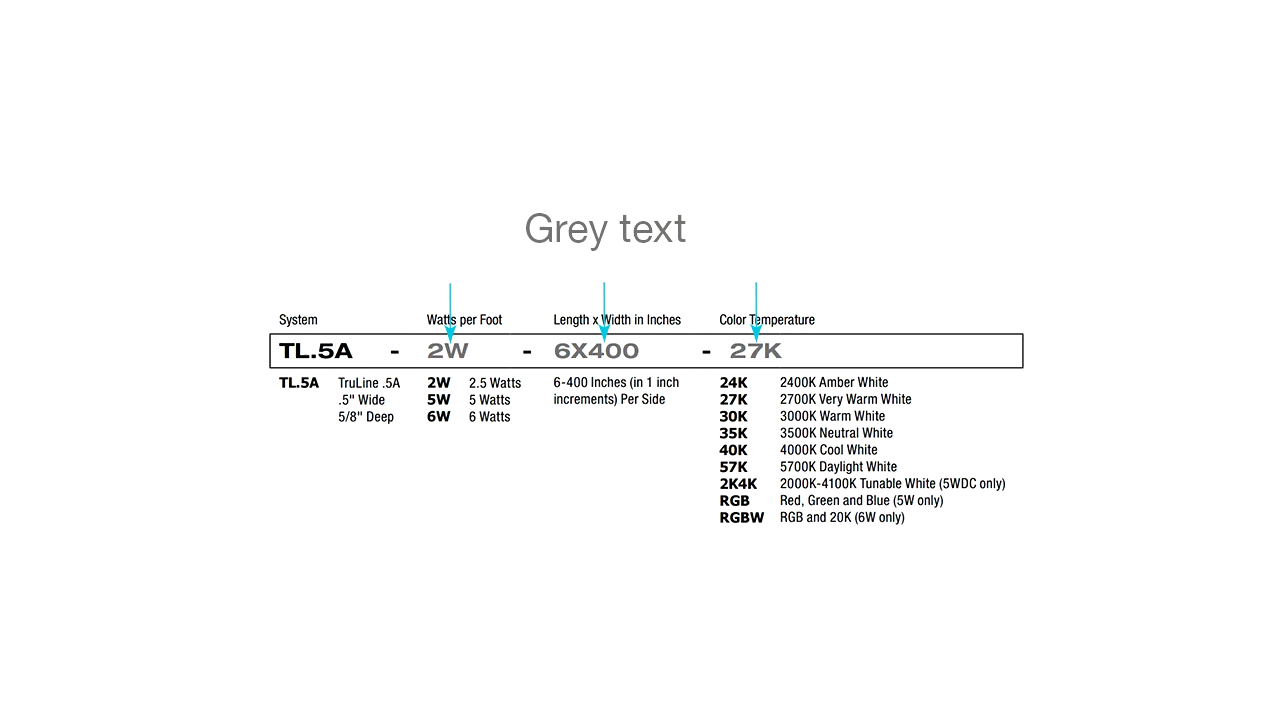 Grey text
System Watts per Foot Length x Width in Inches Color Temperature
TL.5A - 2W - 6X400 - 27K
TL.5A TruLine .5A 2W 2.5 Watts 6-400 Inches (in 1 inch 24K 2400K Amber White
.5" Wide 5W 5 Watts increments) Per Side 27K 2700K Very Warm White
5/8" Deep 6W 6 Watts 30K 3000K Warm White
35K 3500K Neutral White
40K 4000K Cool White
57K 5700K Daylight White
2K4K 2000K-4100K Tunable White (5WDC only)
RGB Red, Green and Blue (5W only)
RGBW RGB and 20K (6W only)